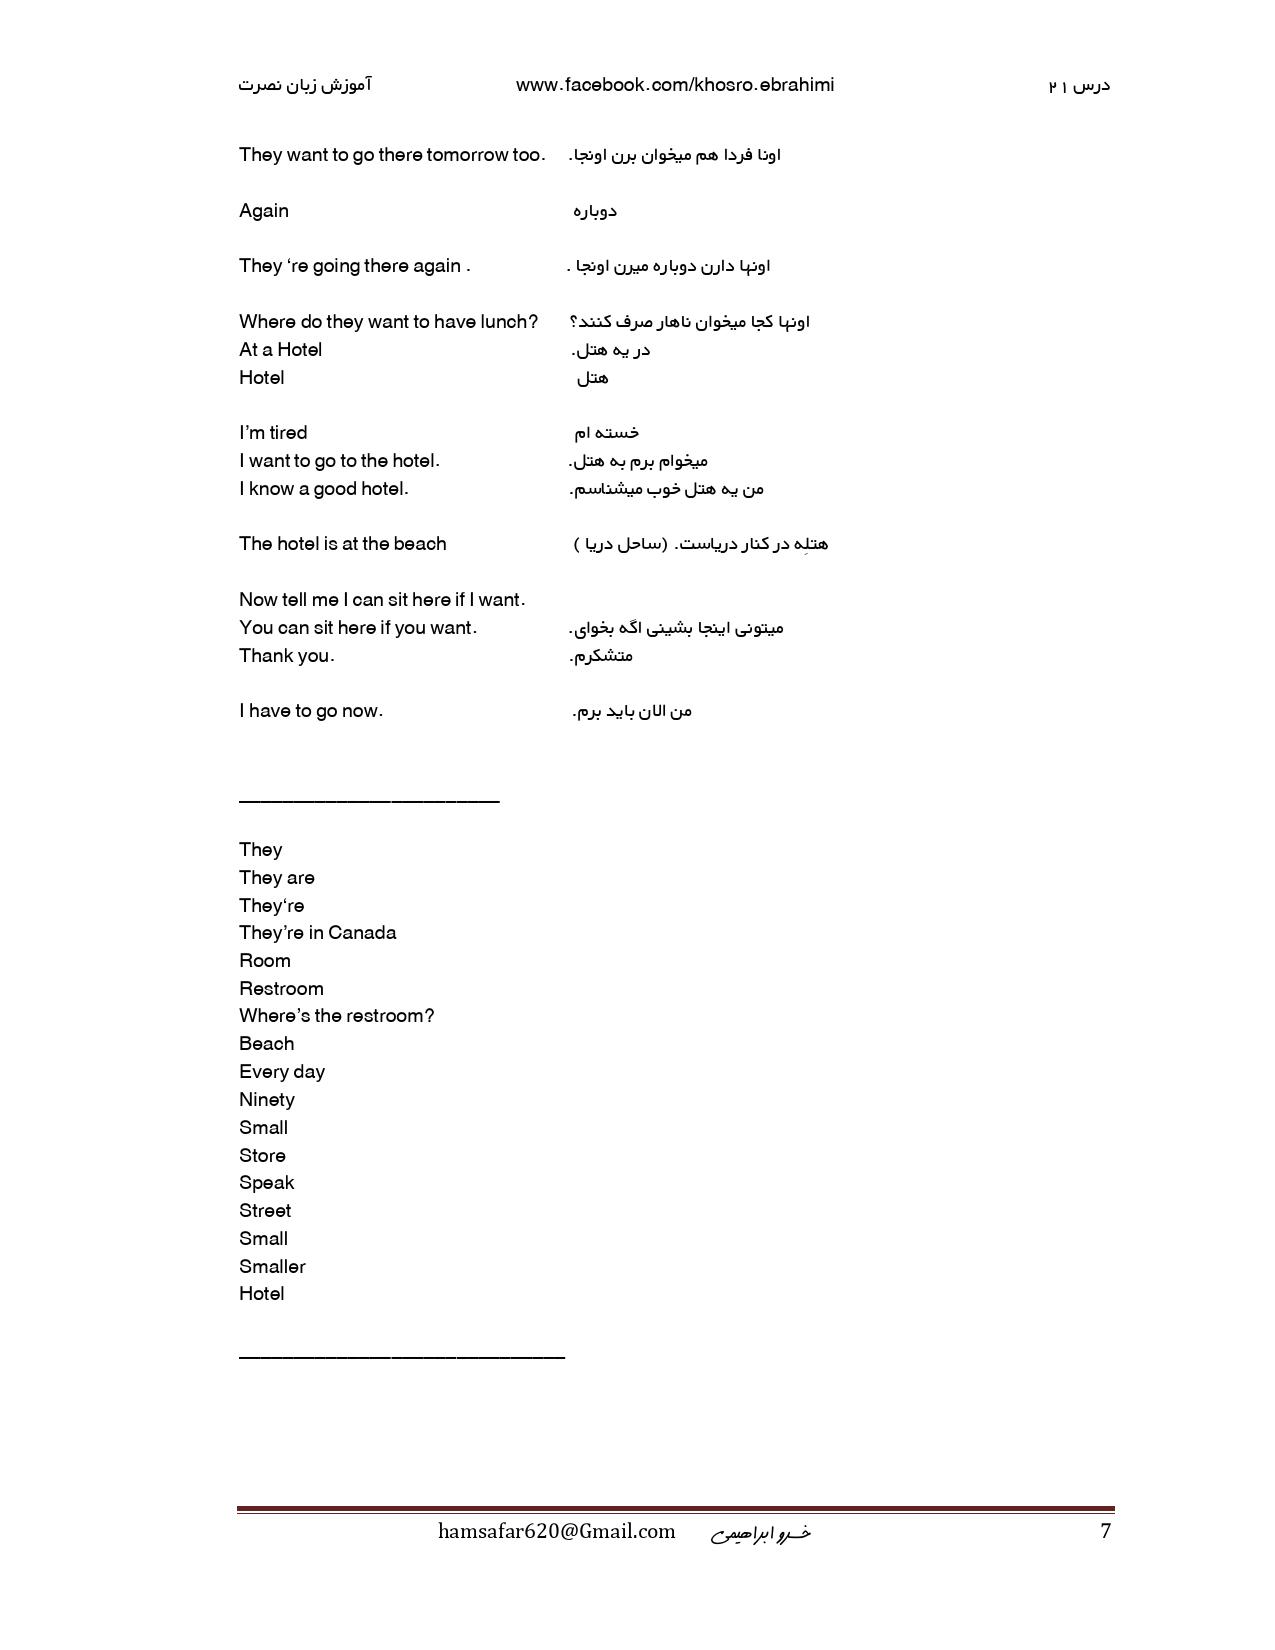 آموزش زبان نصرت www.facebook.com/khosro.ebrahimi درس ۲۱
They want to go there tomorrow too. اونا فردا هم میخوان برن اونجا.
Again دوباره
They ‘re going there again . اونها دارن دوباره میرن اونجا .
Where do they want to have lunch? اونها کجا میخوان ناهار صرف کنند؟
At a Hotel در یه هتل.
Hotel هتل
I’m tired خسته ام
I want to go to the hotel. میخوام برم به هتل.
I know a good hotel. من یه هتل خوب میشناسم.
The hotel is at the beach هتلِه در کنار دریاست. (ساحل دریا )
Now tell me I can sit here if I want.
You can sit here if you want. میتونی اینجا بشینی اگه بخوای.
Thank you. متشکرم.
I have to go now. من الان باید برم.
They
They are
They‘re
They’re in Canada
Room
Restroom
Where’s the restroom?
Beach
Every day
Ninety
Small
Store
Speak
Street
Small
Smaller
Hotel
hamsafar620@Gmail.com خسرو ابراهیمی 7